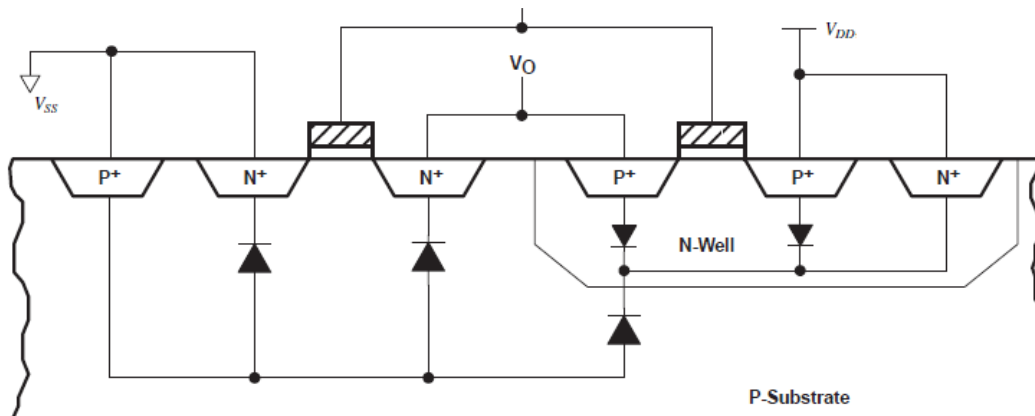 V_DD.
V_O
V_SS
P+ N+ N+ P+ P+ N+
N-Well
P-Substrate